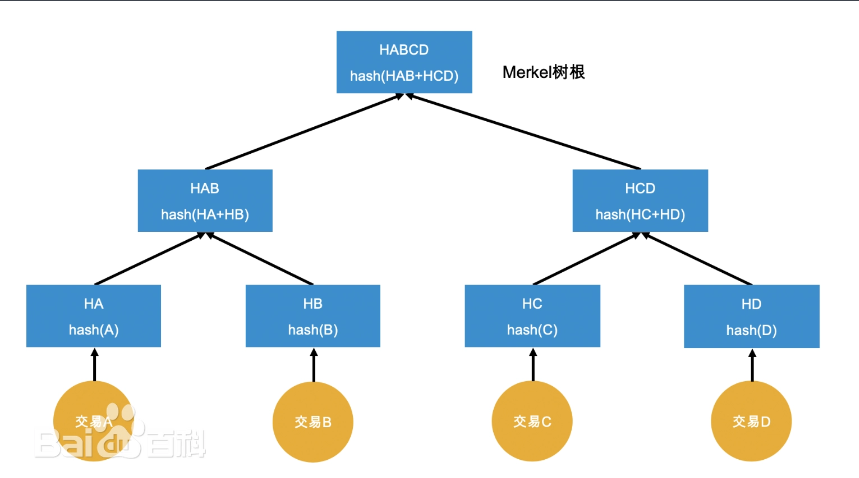 HABCD
hash(HAB+HCD)
Merkel树根
HAB
hash(HA+HB)
HCD
hash(HC+HD)
HA
hash(A)
HB
hash(B)
HC
hash(C)
HD
hash(D)
交易A
交易B
交易C
交易D
Baidu百科